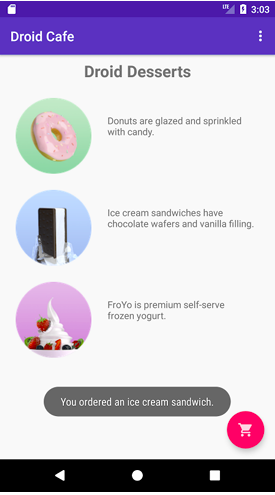 LTE 3:03
Droid Cafe
Droid Desserts
Donuts are glazed and sprinkled
with candy.
Ice cream sandwiches have
chocolate wafers and vanilla filling.
FroYo is premium self-serve
frozen yogurt.
You ordered an ice cream sandwich.